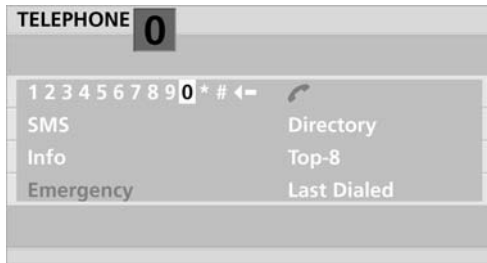 TELEPHONE 0
1 2 3 4 5 6 7 8 9 0 * #
SMS Directory
Info Top-8
Emergency Last Dialed